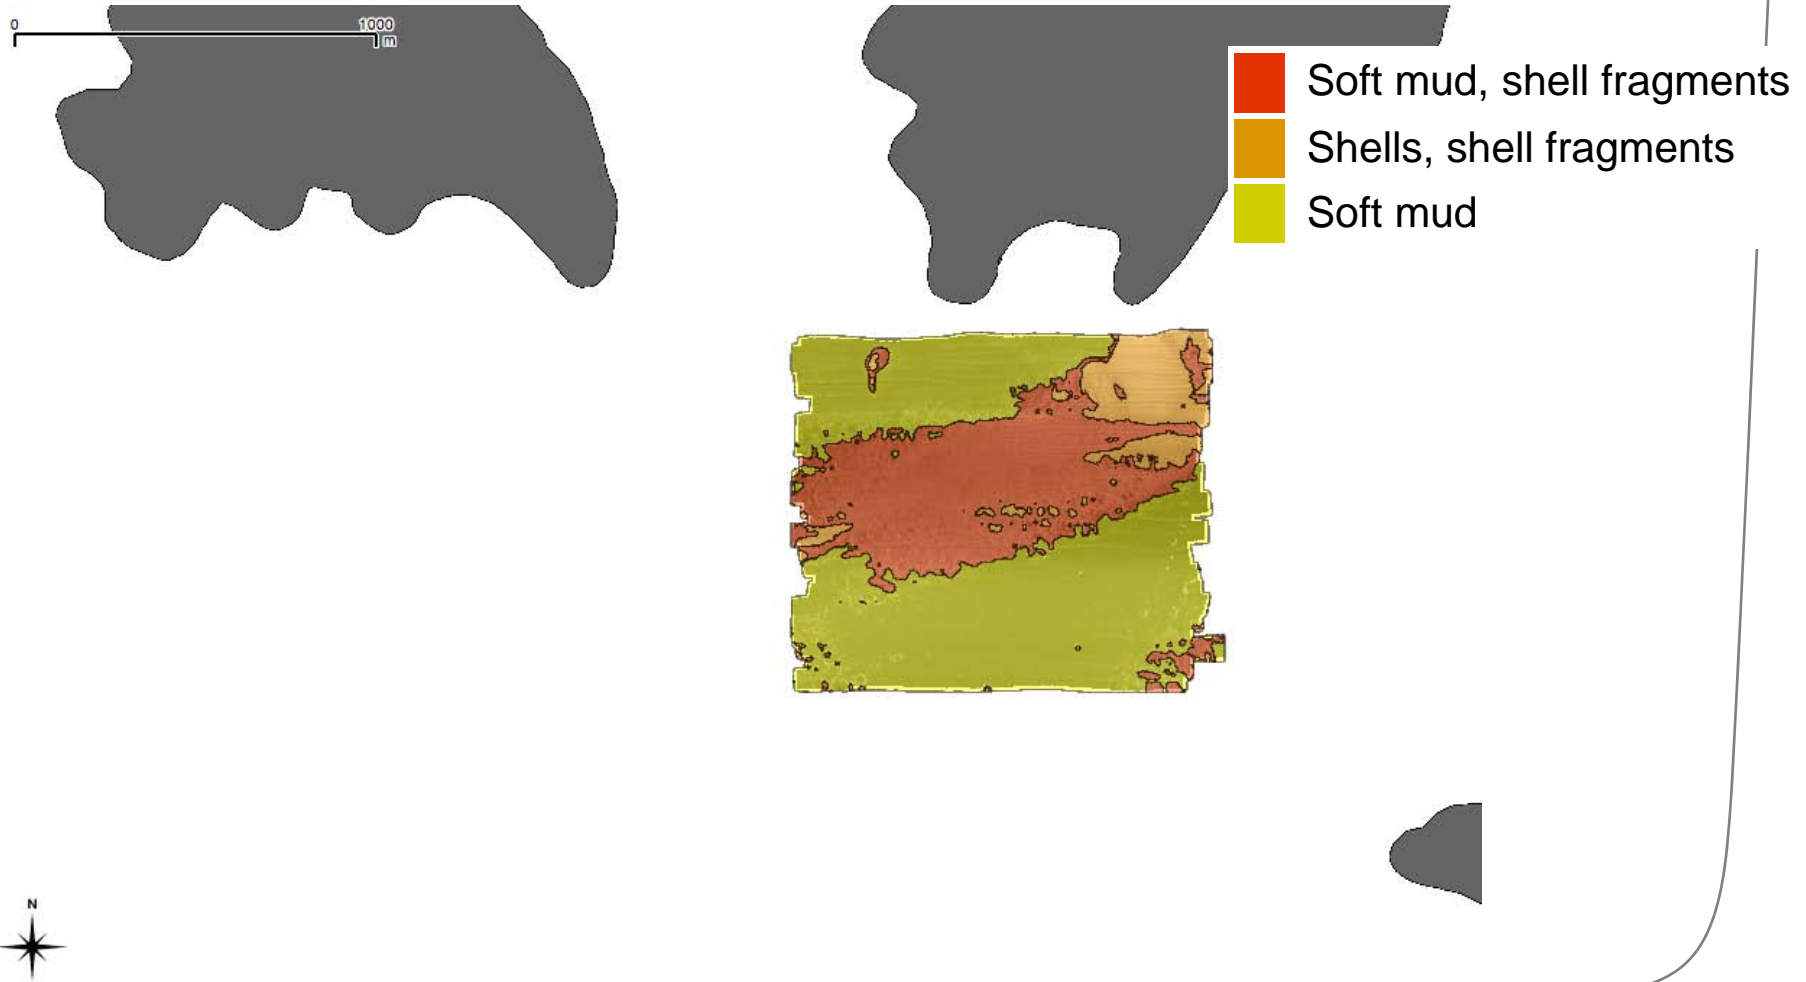 0 1000
m
Soft mud, shell fragments
Shells, shell fragments
Soft mud
N